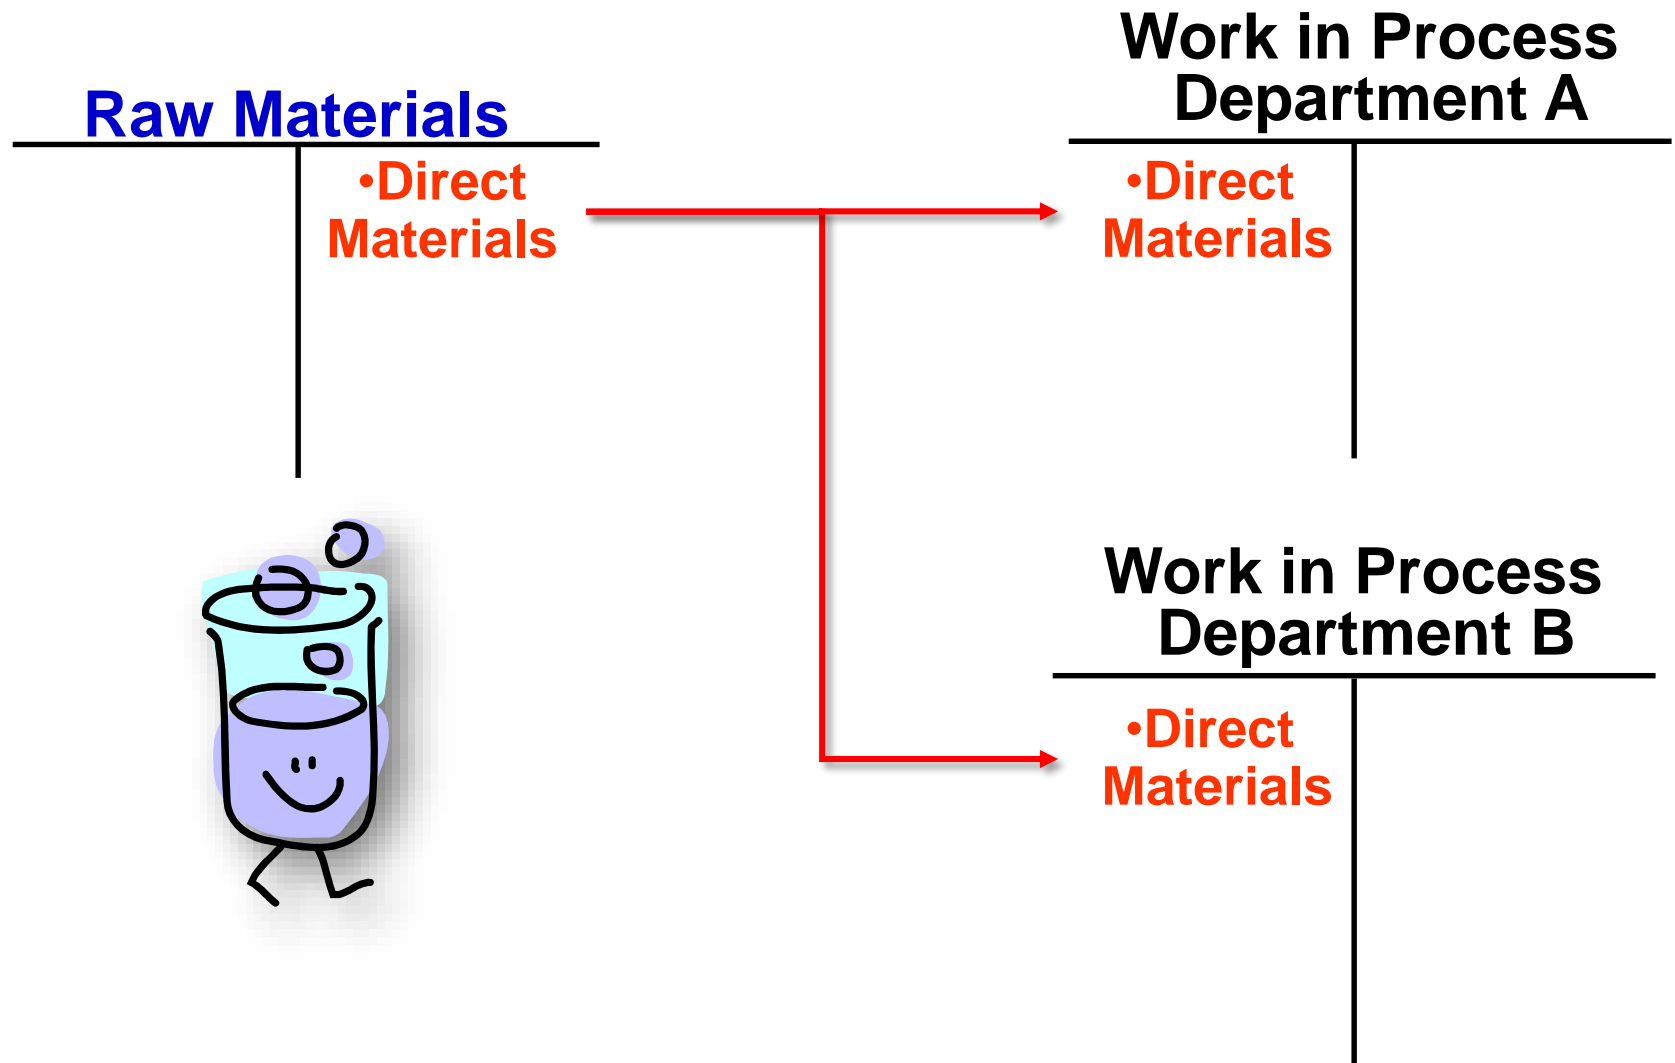 Raw Materials
•Direct
Materials
Work in Process
Department A
•Direct
Materials
Work in Process
Department B
•Direct
Materials